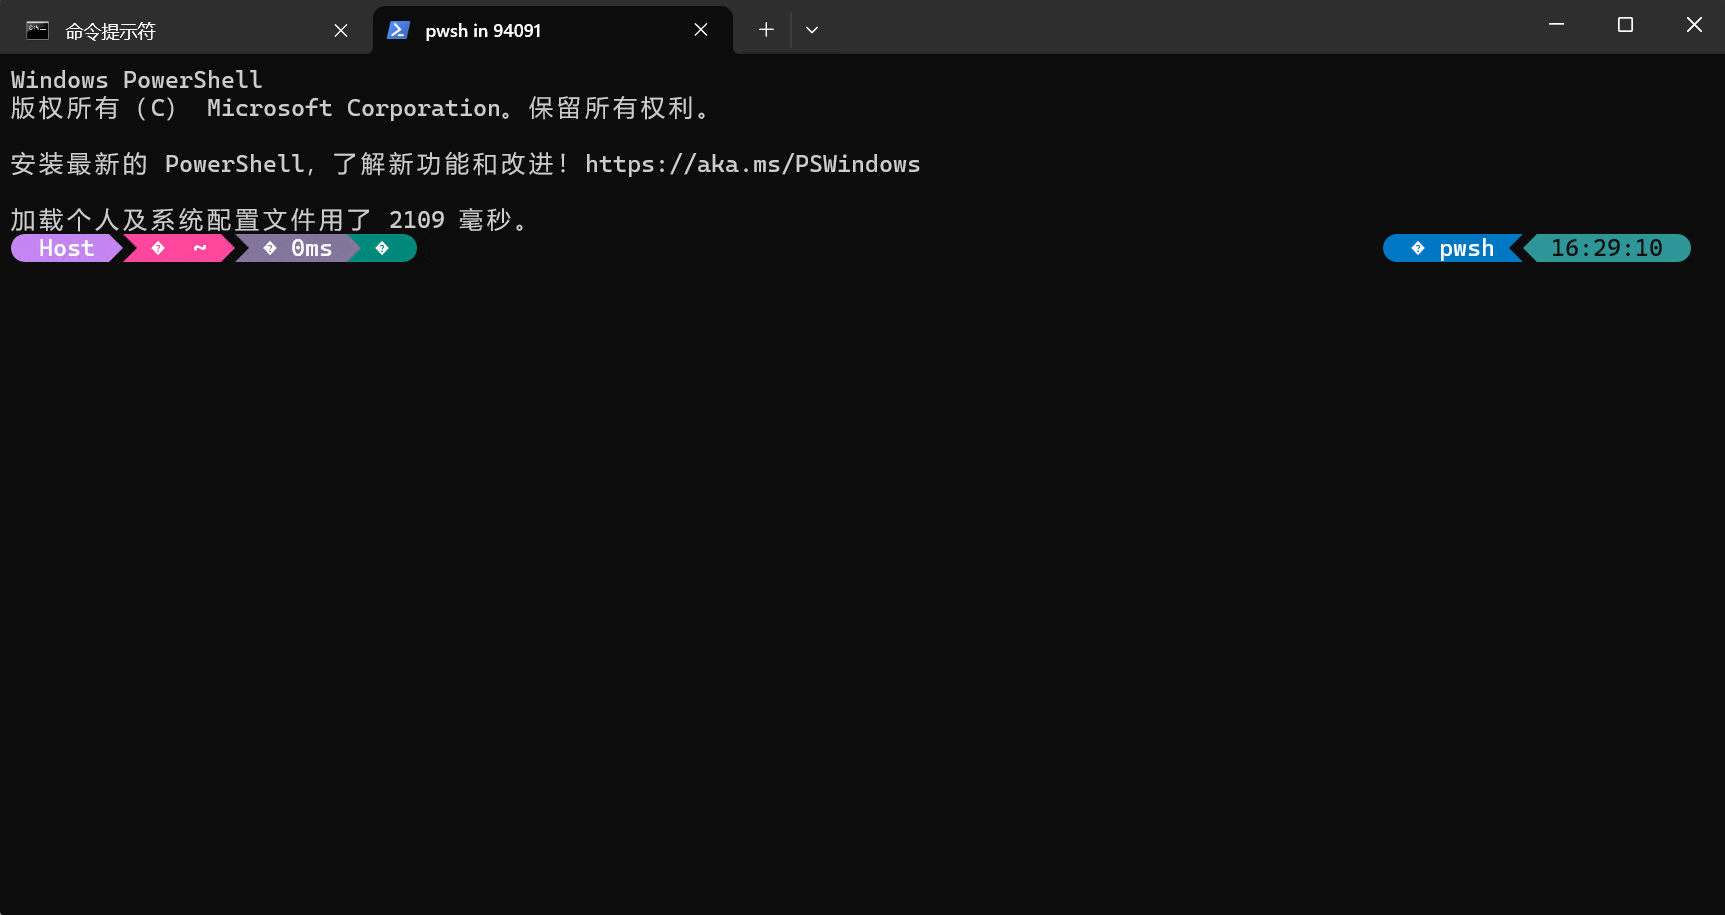 命令提示符
pwsh in 94091
Windows PowerShell
版权所有（C） Microsoft Corporation。保留所有权利。
安装最新的 PowerShell，了解新功能和改进！https://aka.ms/PSWindows
加载个人及系统配置文件用了 2109 毫秒。
Host � ~ � 0ms � � pwsh 16:29:10